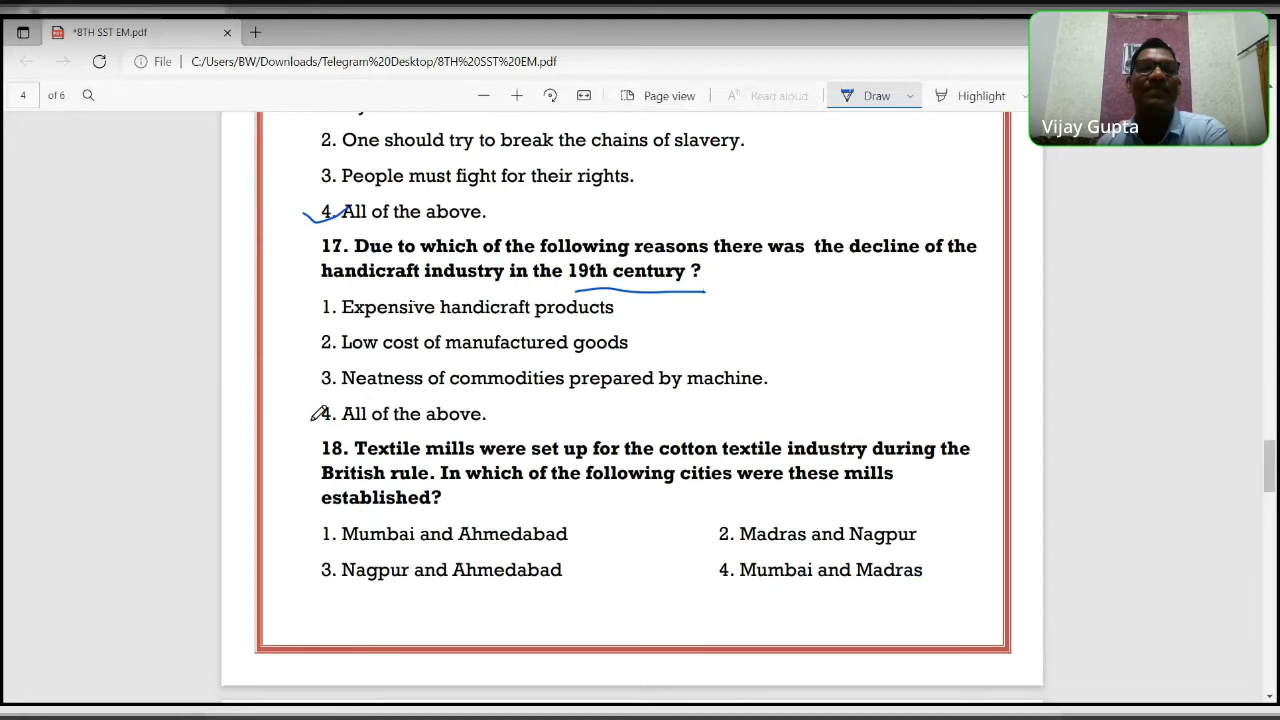 *8TH SST EM.pdf
File C:/Users/BW/Downloads/Telegram%20Desktop/8TH%20SST%20EM.pdf
4 of 6 Page view Read aloud Draw Highlight
Vijay Gupta
2. One should try to break the chains of slavery.
3. People must fight for their rights.
4. All of the above.
17. Due to which of the following reasons there was the decline of the
handicraft industry in the 19th century ?
1. Expensive handicraft products
2. Low cost of manufactured goods
3. Neatness of commodities prepared by machine.
4. All of the above.
18. Textile mills were set up for the cotton textile industry during the
British rule. In which of the following cities were these mills
established?
1. Mumbai and Ahmedabad 2. Madras and Nagpur
3. Nagpur and Ahmedabad 4. Mumbai and Madras